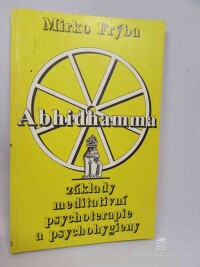 Mirko Frýba
Abhidhamma
základy
meditativní
psychoterapie
a psychohygieny